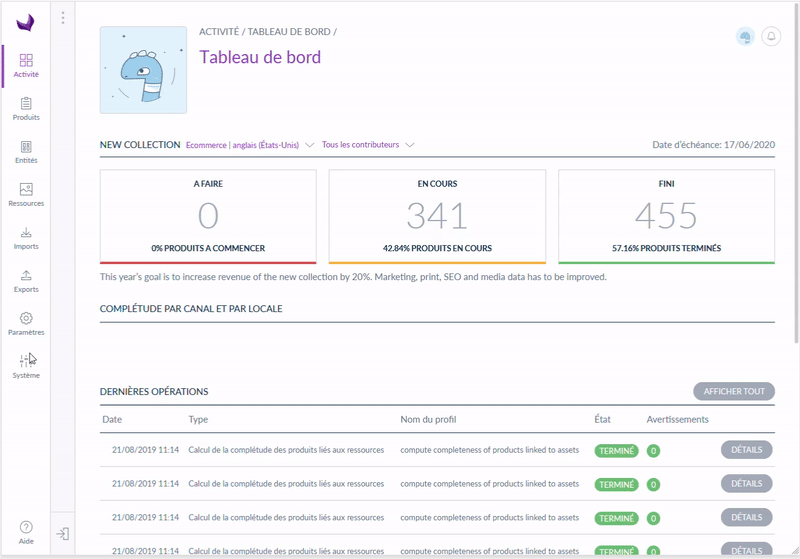 ACTIVITÉ / TABLEAU DE BORD /
Tableau de bord
Activité
Produits
Entités
Ressources
Imports
Exports
Paramètres
Système
Aide
NEW COLLECTION Ecommerce | anglais (États-Unis) Tous les contributeurs Date d'échéance: 17/06/2020
A FAIRE
0
0% PRODUITS A COMMENCER
EN COURS
341
42.84% PRODUITS EN COURS
FINI
455
57.16% PRODUITS TERMINÉS
This year's goal is to increase revenue of the new collection by 20%. Marketing, print, SEO and media data has to be improved.
COMPLÉTUDE PAR CANAL ET PAR LOCALE
DERNIÈRES OPÉRATIONS AFFICHER TOUT
Date Type Nom du profil État Avertissements
21/08/2019 11:14 Calcul de la complétude des produits liés aux ressources compute completeness of products linked to assets TERMINÉ 0 DÉTAILS
21/08/2019 11:14 Calcul de la complétude des produits liés aux ressources compute completeness of products linked to assets TERMINÉ 0 DÉTAILS
21/08/2019 11:14 Calcul de la complétude des produits liés aux ressources compute completeness of products linked to assets TERMINÉ 0 DÉTAILS
21/08/2019 11:14 Calcul de la complétude des produits liés aux ressources compute completeness of products linked to assets TERMINÉ 0 DÉTAILS